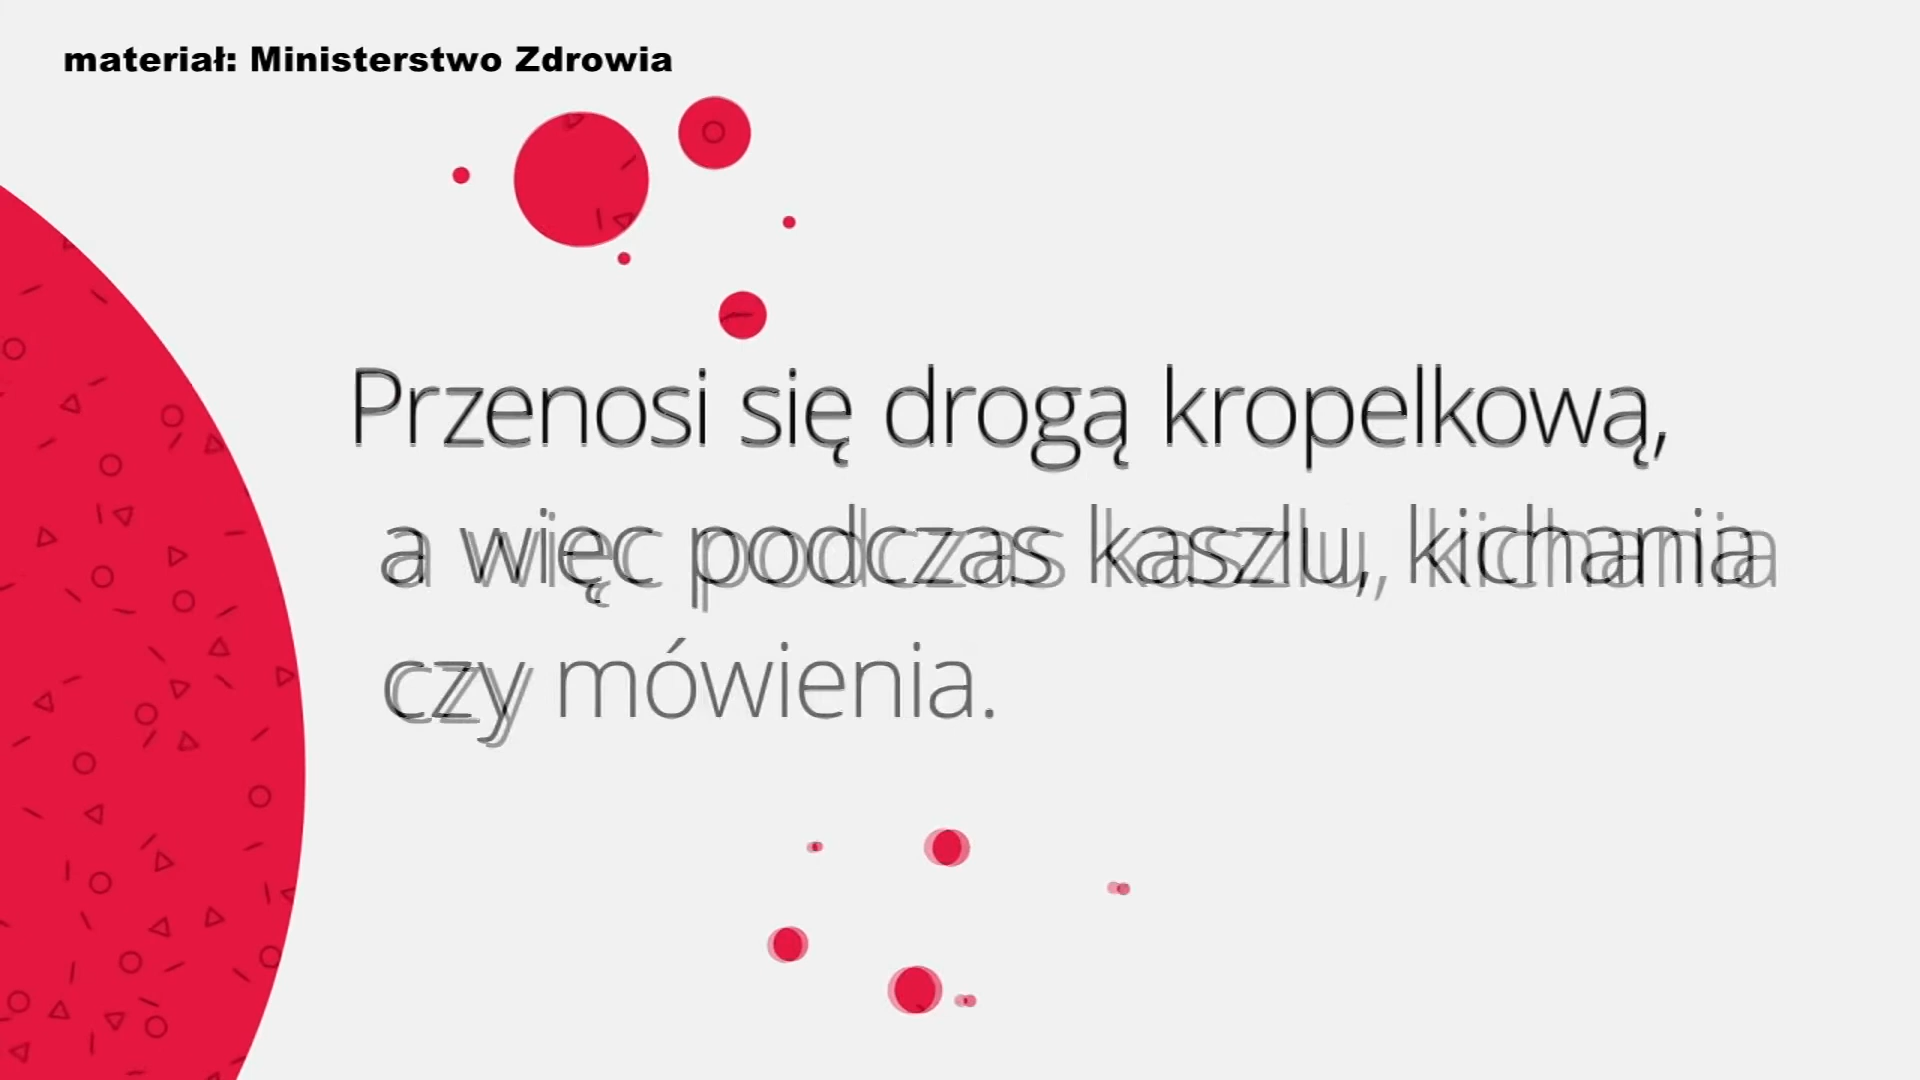 materiał: Ministerstwo Zdrowia
Przenosi się drogą kropelkową,
a więc podczas kaszlu, kichania
czy mówienia.